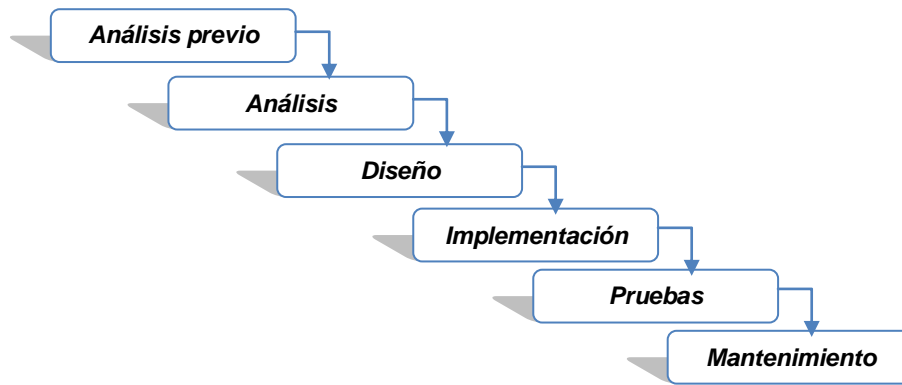 Análisis previo
Análisis
Diseño
Implementación
Pruebas
Mantenimiento